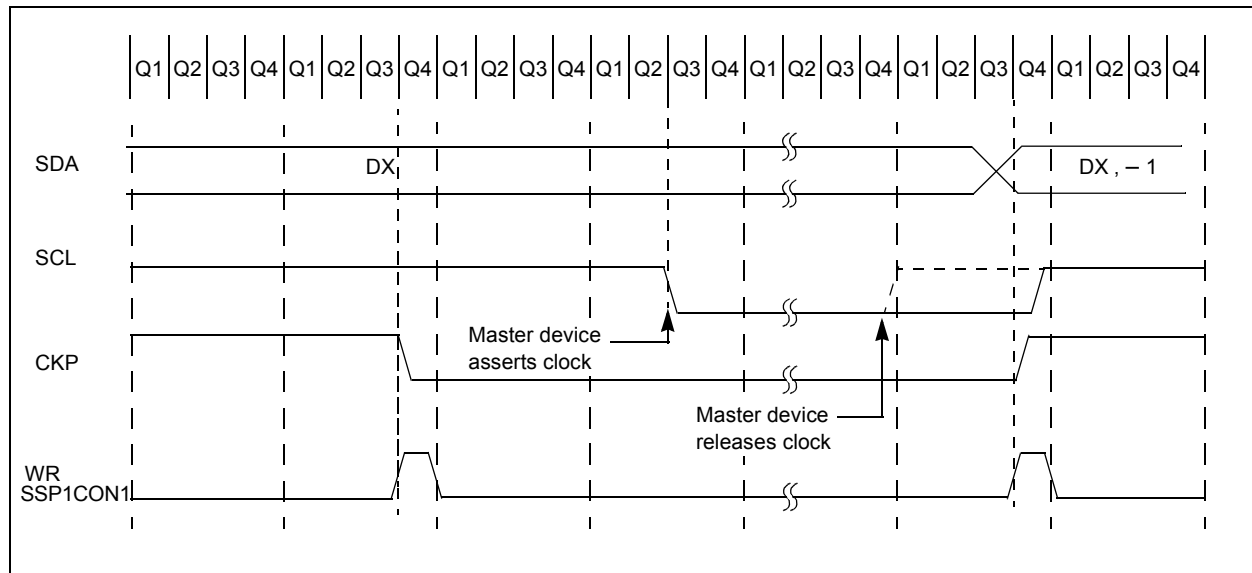 Q1 Q2 Q3 Q4 Q1 Q2 Q3 Q4 Q1 Q2 Q3 Q4 Q1 Q2 Q3 Q4 Q1 Q2 Q3 Q4 Q1 Q2 Q3 Q4 Q1 Q2 Q3 Q4
SDA
DX
DX , – 1
SCL
Master device
asserts clock
CKP
Master device
releases clock
WR
SSP1CON1